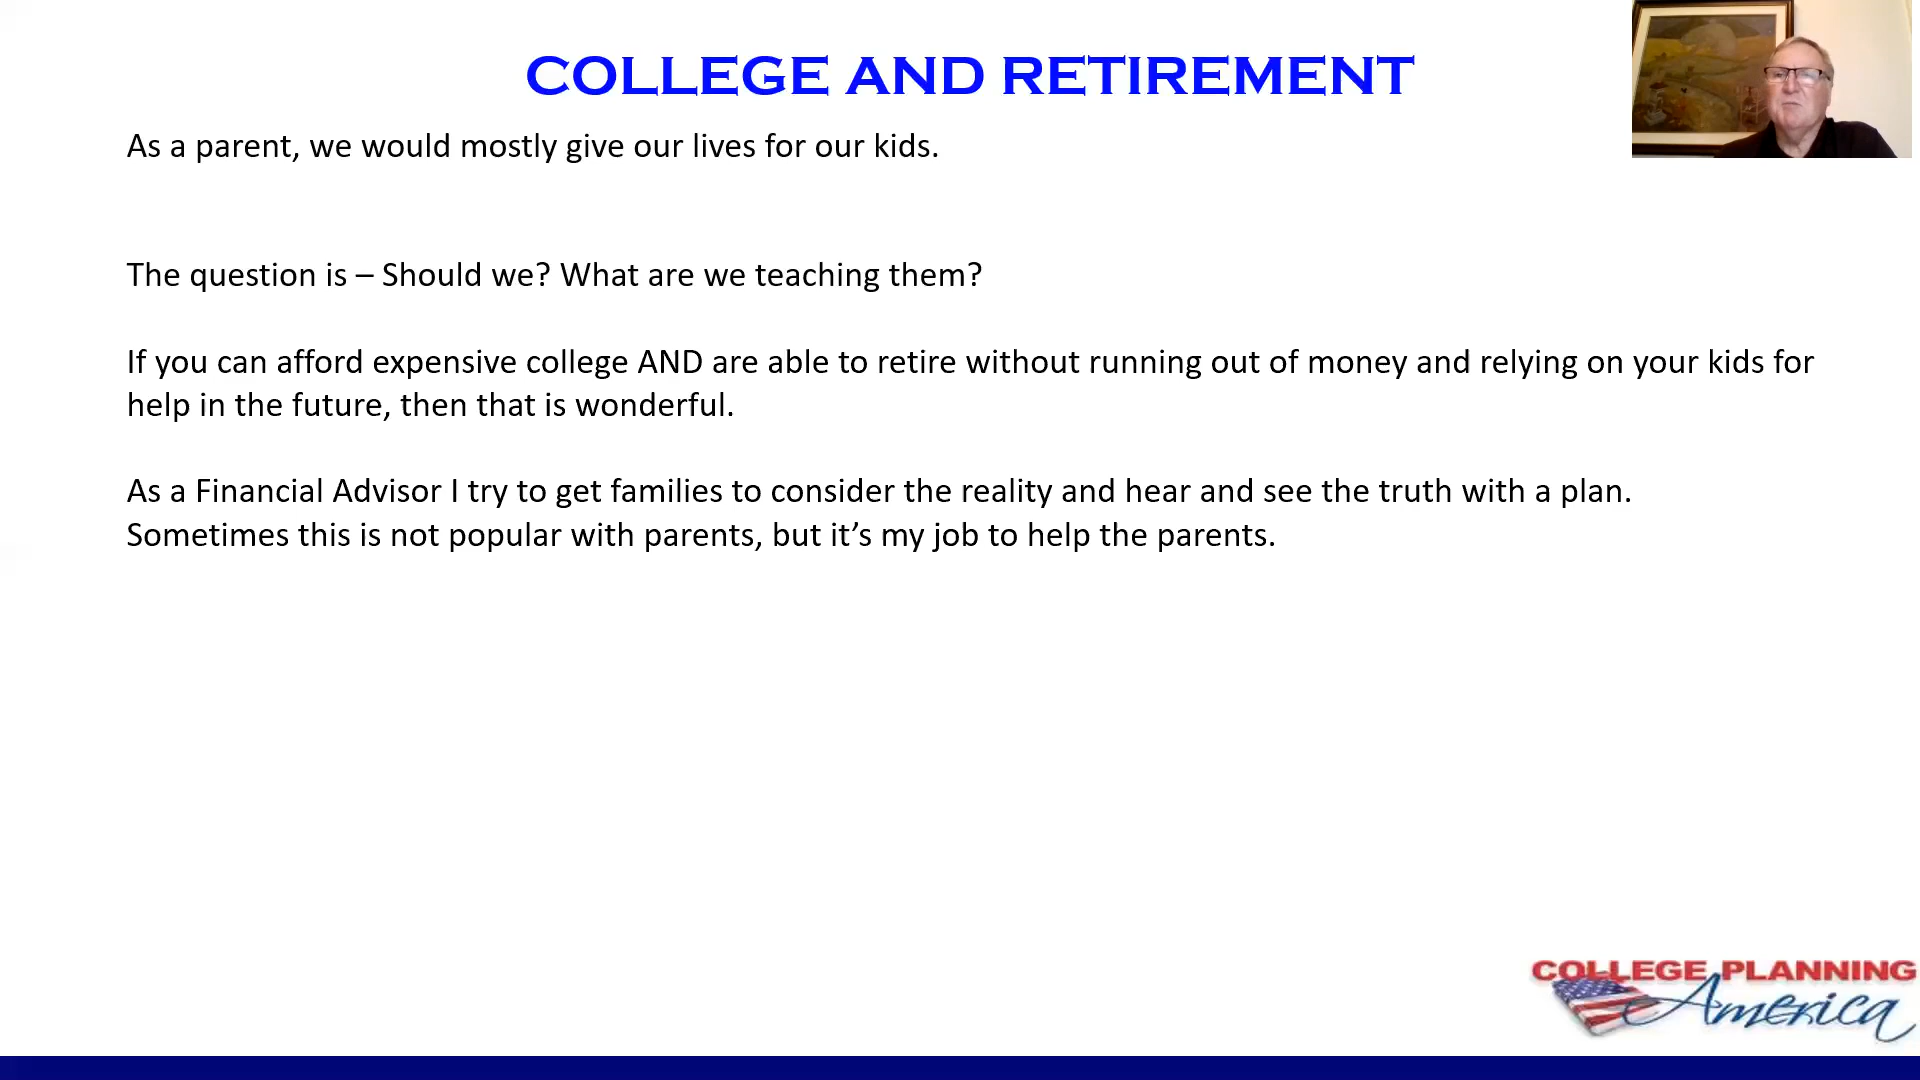 COLLEGE AND RETIREMENT
As a parent, we would mostly give our lives for our kids.
The question is – Should we? What are we teaching them?
If you can afford expensive college AND are able to retire without running out of money and relying on your kids for
help in the future, then that is wonderful.
As a Financial Advisor I try to get families to consider the reality and hear and see the truth with a plan.
Sometimes this is not popular with parents, but it’s my job to help the parents.
COLLEGE PLANNING
America